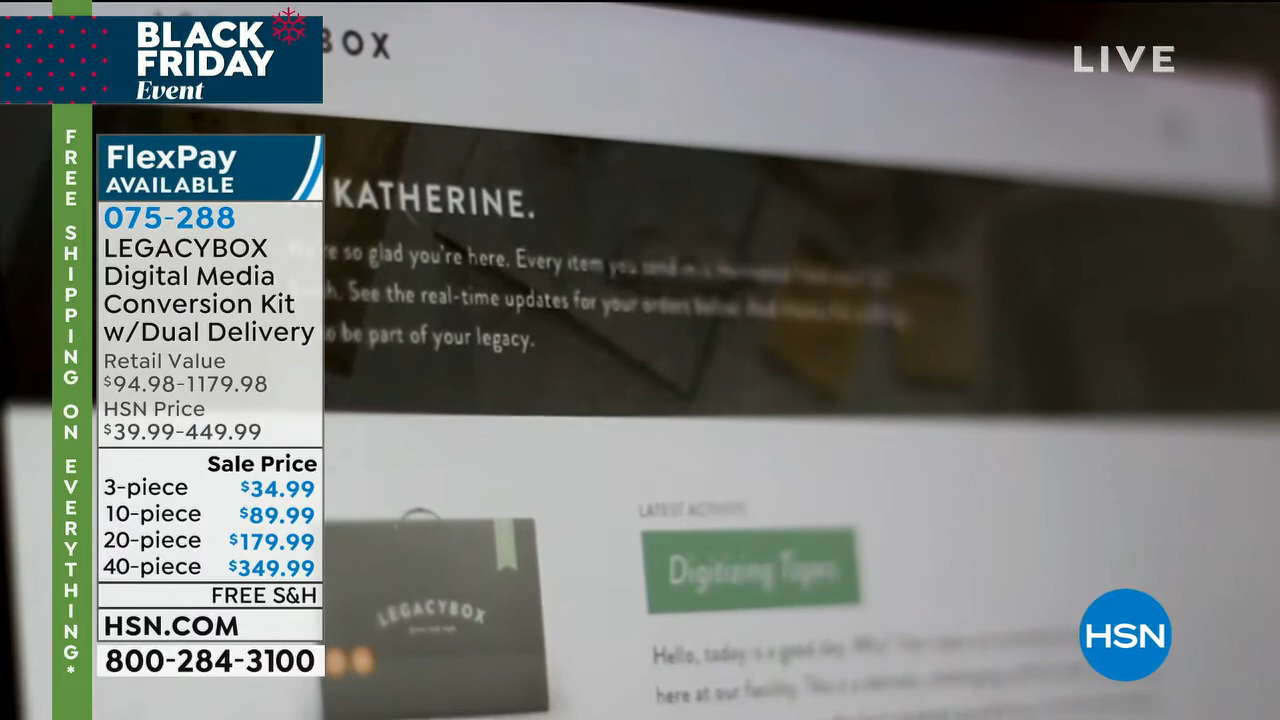 BLACK
FRIDAY
Event
LIVE
FREE SHIPPING ON EVERYTHING*
FlexPay
AVAILABLE
075-288
LEGACYBOX
Digital Media
Conversion Kit
w/Dual Delivery
Retail Value
$94.98-1179.98
HSN Price
$39.99-449.99
Sale Price
3-piece $34.99
10-piece $89.99
20-piece $179.99
40-piece $349.99
FREE S&H
HSN.COM
800-284-3100
BOX
KATHERINE.
so glad you're here. Every item you send
See the real-time updates for your orders below.
be part of your legacy.
LEGACYBOX
LATEST ACTIVITY
Digitizing Tapes
Hello, today is a good day.
here at our facility. This is a
HSN